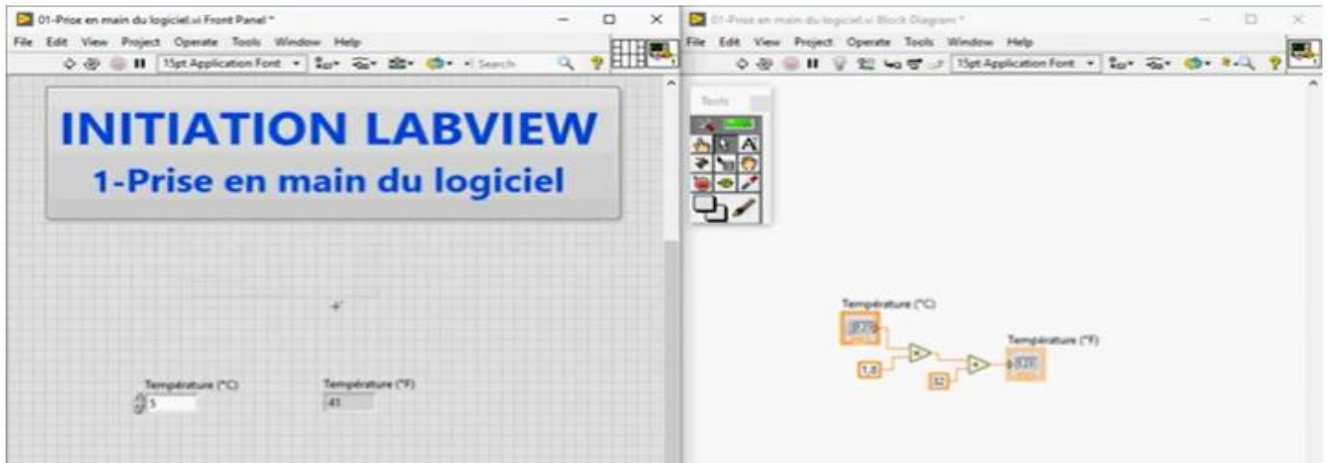 01-Prise en main du logiciel.vi Front Panel *
File Edit View Project Operate Tools Window Help
15pt Application Font Search
INITIATION LABVIEW
1-Prise en main du logiciel
Température (°C)
5
Température (°F)
41
01-Prise en main du logiciel.vi Block Diagram *
File Edit View Project Operate Tools Window Help
15pt Application Font
Tools
A
Température (°C)
1,8
32
Température (°F)